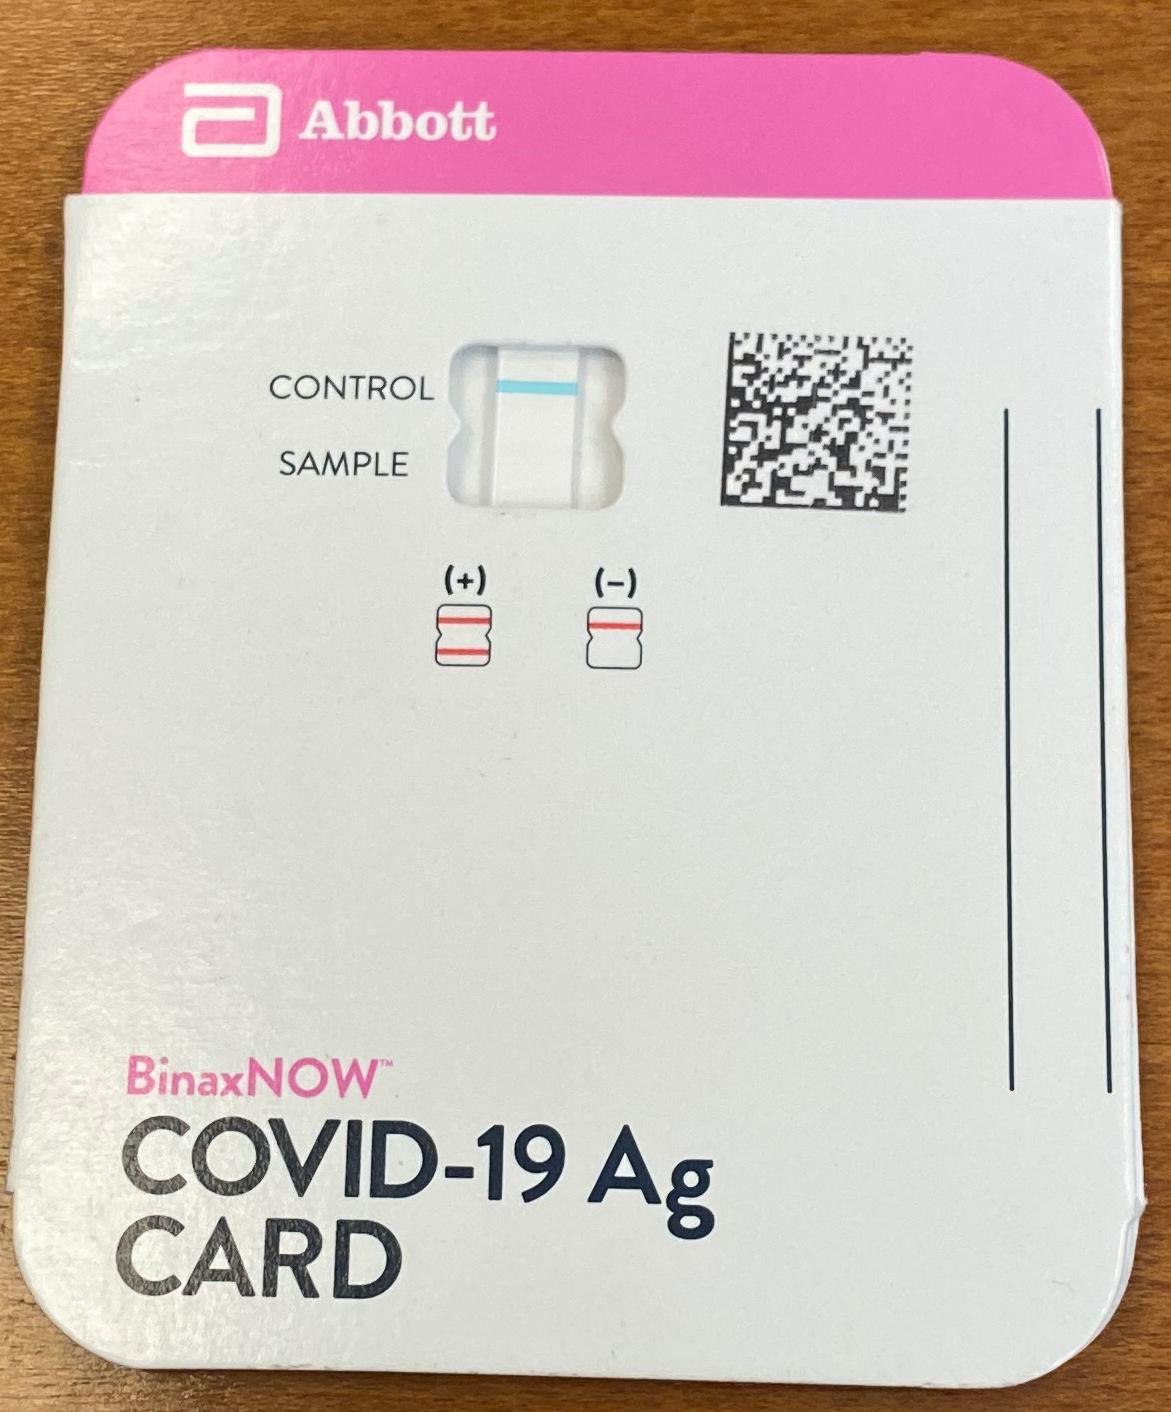 Abbott
CONTROL
SAMPLE
(+) (-)
BinaxNOW™
COVID-19 Ag
CARD